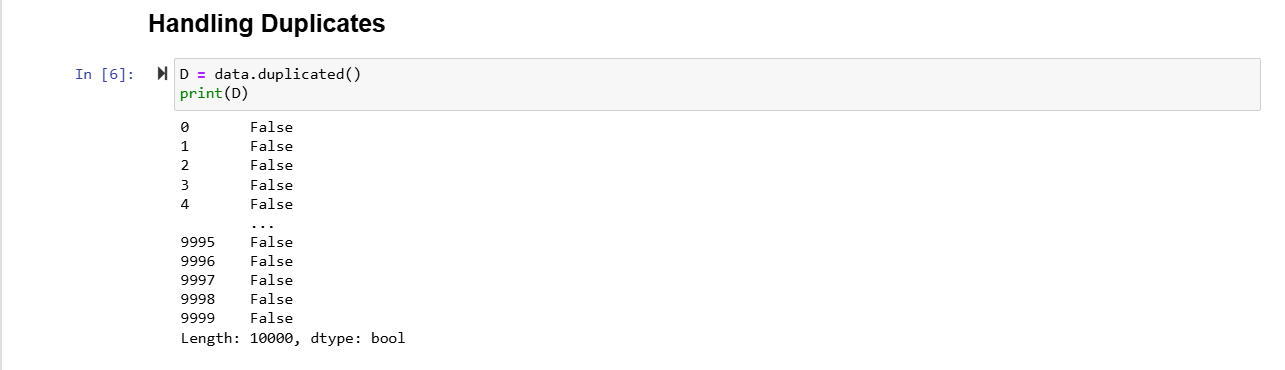 Handling Duplicates
In [6]: D = data.duplicated()
print(D)
0 False
1 False
2 False
3 False
4 False
...
9995 False
9996 False
9997 False
9998 False
9999 False
Length: 10000, dtype: bool